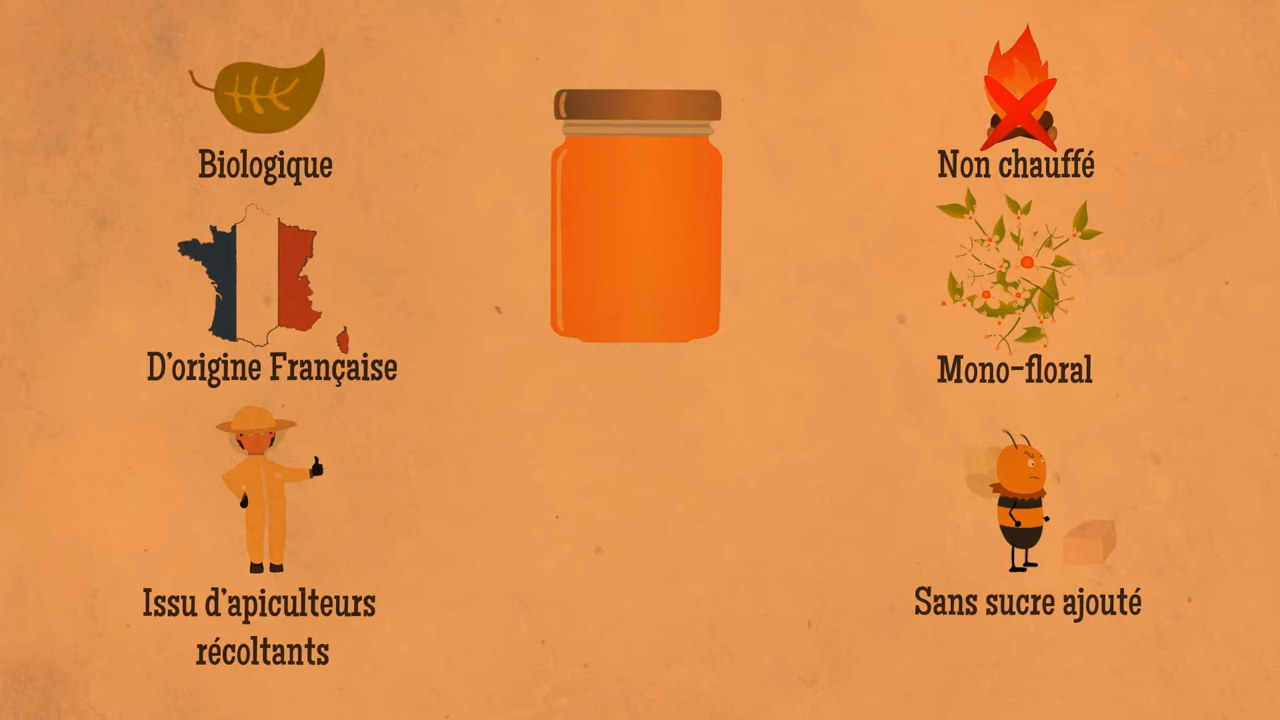 Biologique
D'origine Française
Issu d'apiculteurs
récoltants
Non chauffé
Mono-floral
Sans sucre ajouté